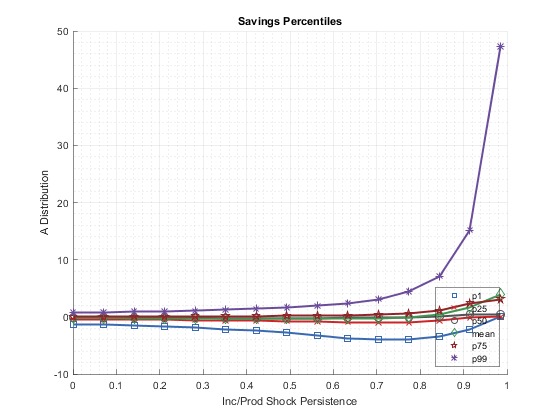 Savings Percentiles
50
40
30
20
10
0
-10
A Distribution
p1
p25
p50
mean
p75
p99
0 0.1 0.2 0.3 0.4 0.5 0.6 0.7 0.8 0.9 1
Inc/Prod Shock Persistence